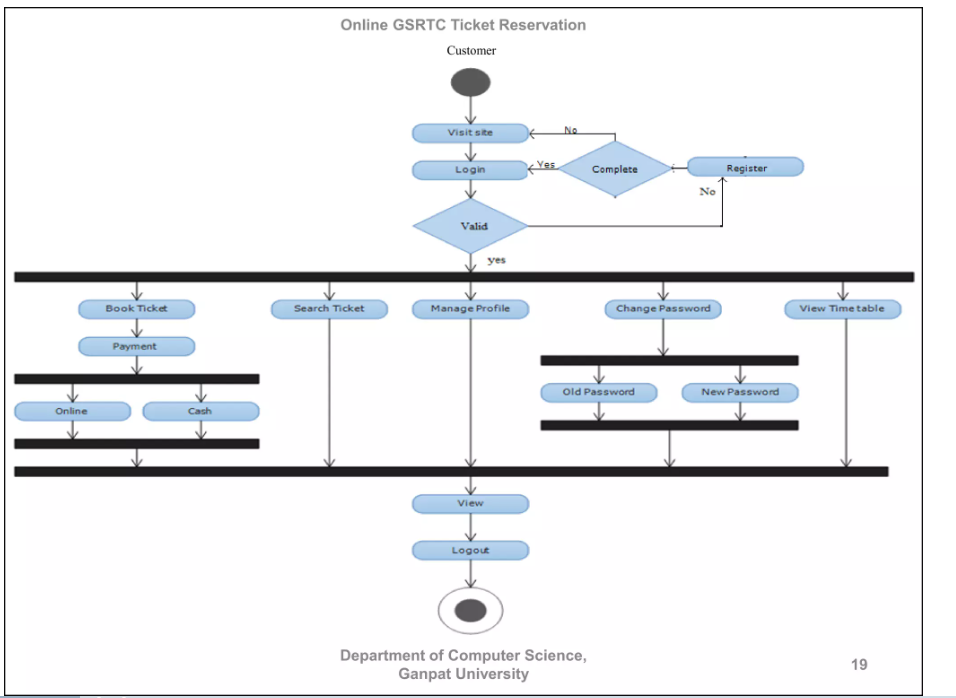 Online GSRTC Ticket Reservation
Customer
Visit site
No
Login
Yes
Complete
Register
No
Valid
yes
Book Ticket
Search Ticket
Manage Profile
Change Password
View Time table
Payment
Online
Cash
Old Password
New Password
View
Logout
Department of Computer Science,
Ganpat University
19